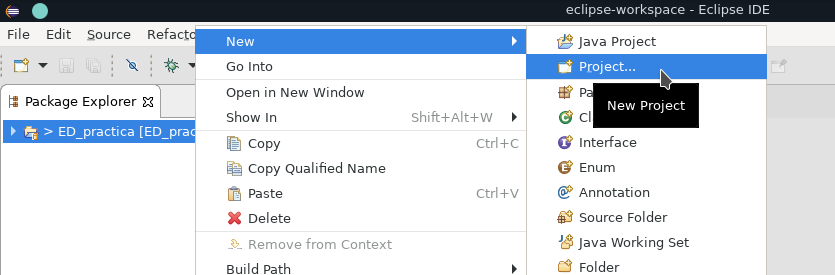 eclipse-workspace - Eclipse IDE
File Edit Source Refacto
Package Explorer
> ED_practica [ED_prac
New
Go Into
Open in New Window
Show In Shift+Alt+W
Copy Ctrl+C
Copy Qualified Name
Paste Ctrl+V
Delete
Remove from Context
Build Path
Java Project
Project...
Pa
New Project
Cl
Interface
Enum
Annotation
Source Folder
Java Working Set
Folder